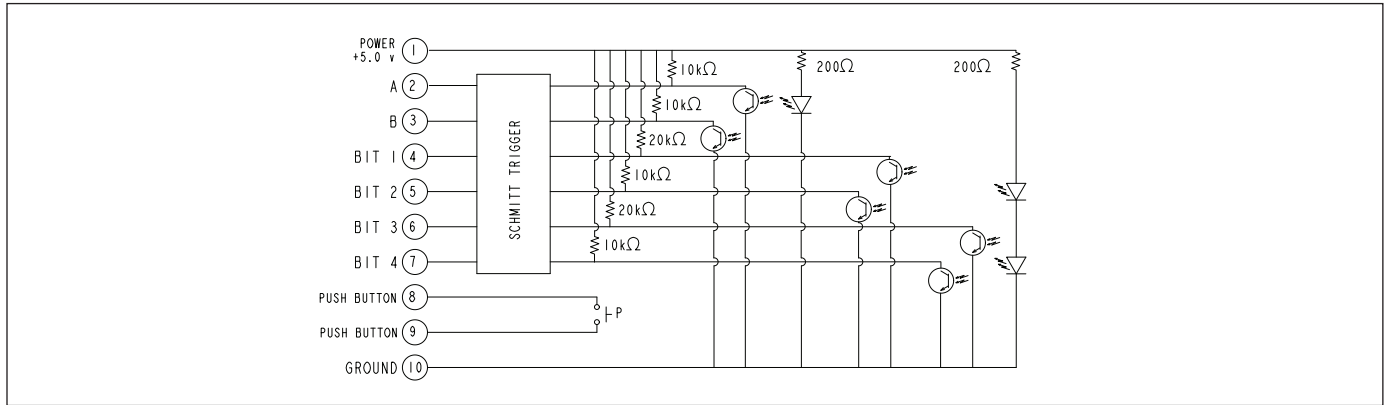 POWER
+5.0 v
1
A 2
B 3
BIT 1 4
BIT 2 5
BIT 3 6
BIT 4 7
PUSH BUTTON 8
PUSH BUTTON 9
GROUND 10
SCHMITT TRIGGER
10kΩ
10kΩ
20kΩ
10kΩ
20kΩ
10kΩ
200Ω
200Ω
P